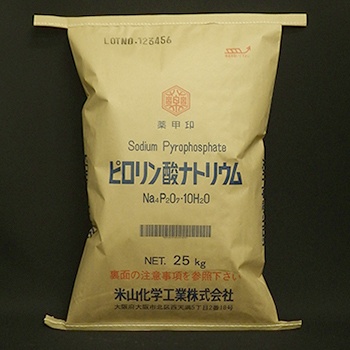 LOTNO.123456
薬甲印
Sodium Pyrophosphate
ピロリン酸ナトリウム
Na4P2O7・10H2O
NET. 25 kg
裏面の注意事項を参照下さい
米山化学工業株式会社